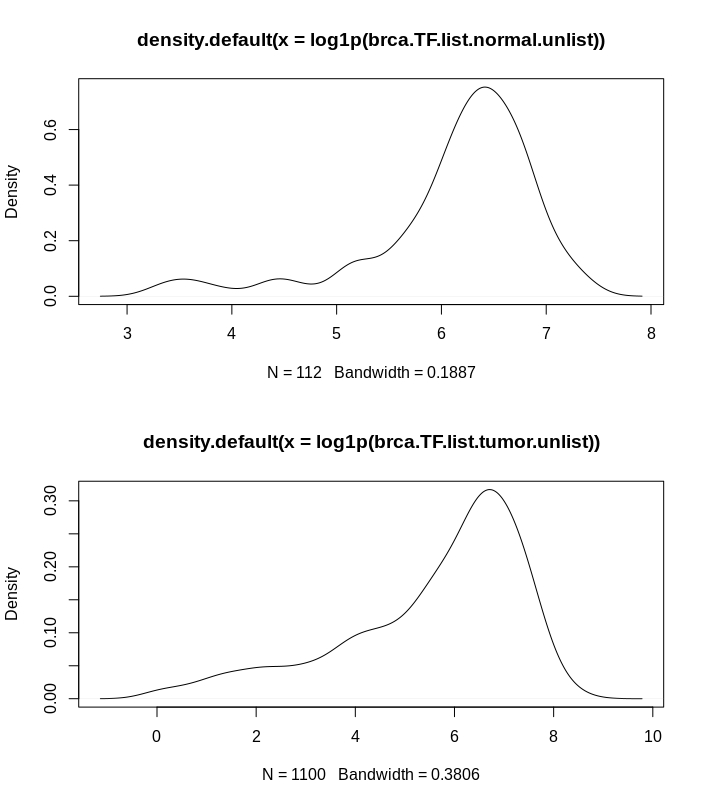 density.default(x = log1p(brca.TF.list.normal.unlist))
Density
0.0 0.2 0.4 0.6
3 4 5 6 7 8
N = 112 Bandwidth = 0.1887
density.default(x = log1p(brca.TF.list.tumor.unlist))
Density
0.00 0.10 0.20 0.30
0 2 4 6 8 10
N = 1100 Bandwidth = 0.3806